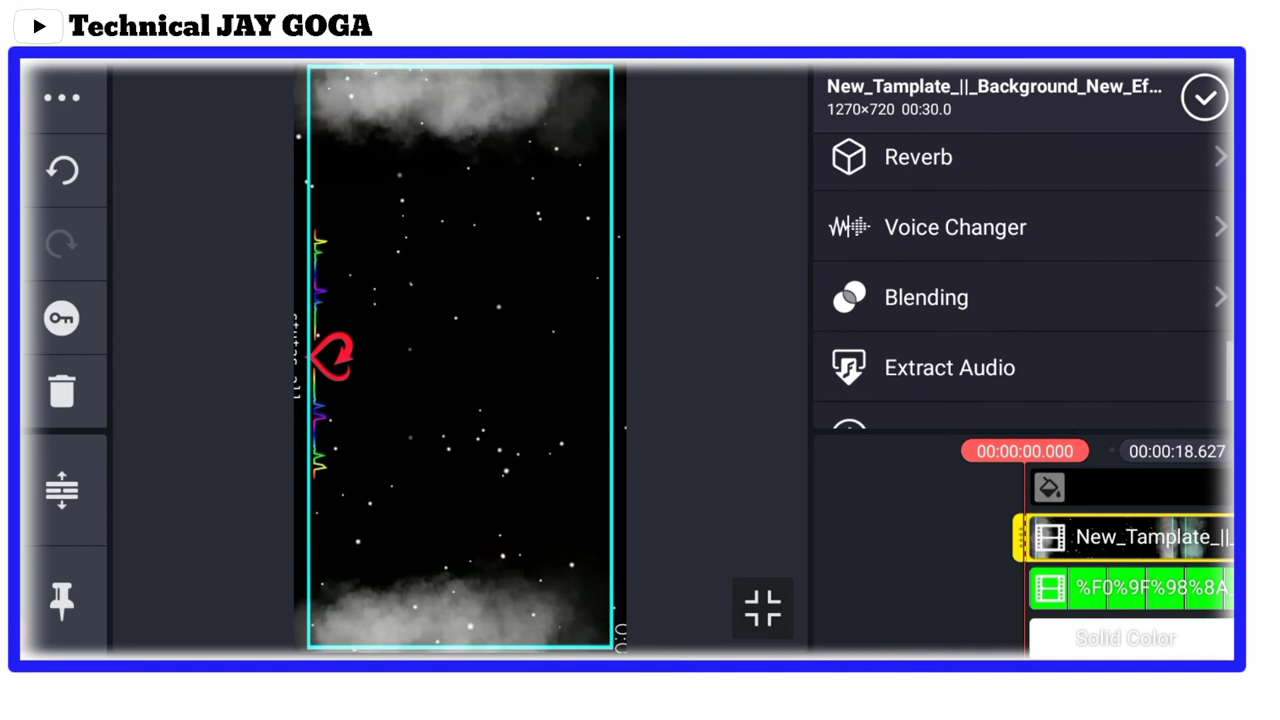 Technical JAY GOGA
New_Tamplate_||_Background_New_Ef...
1270×720 00:30.0
Reverb
Voice Changer
Blending
Extract Audio
00:00:00.000
00:00:18.627
New_Tamplate_||_
%F0%9F%98%8A
Solid Color